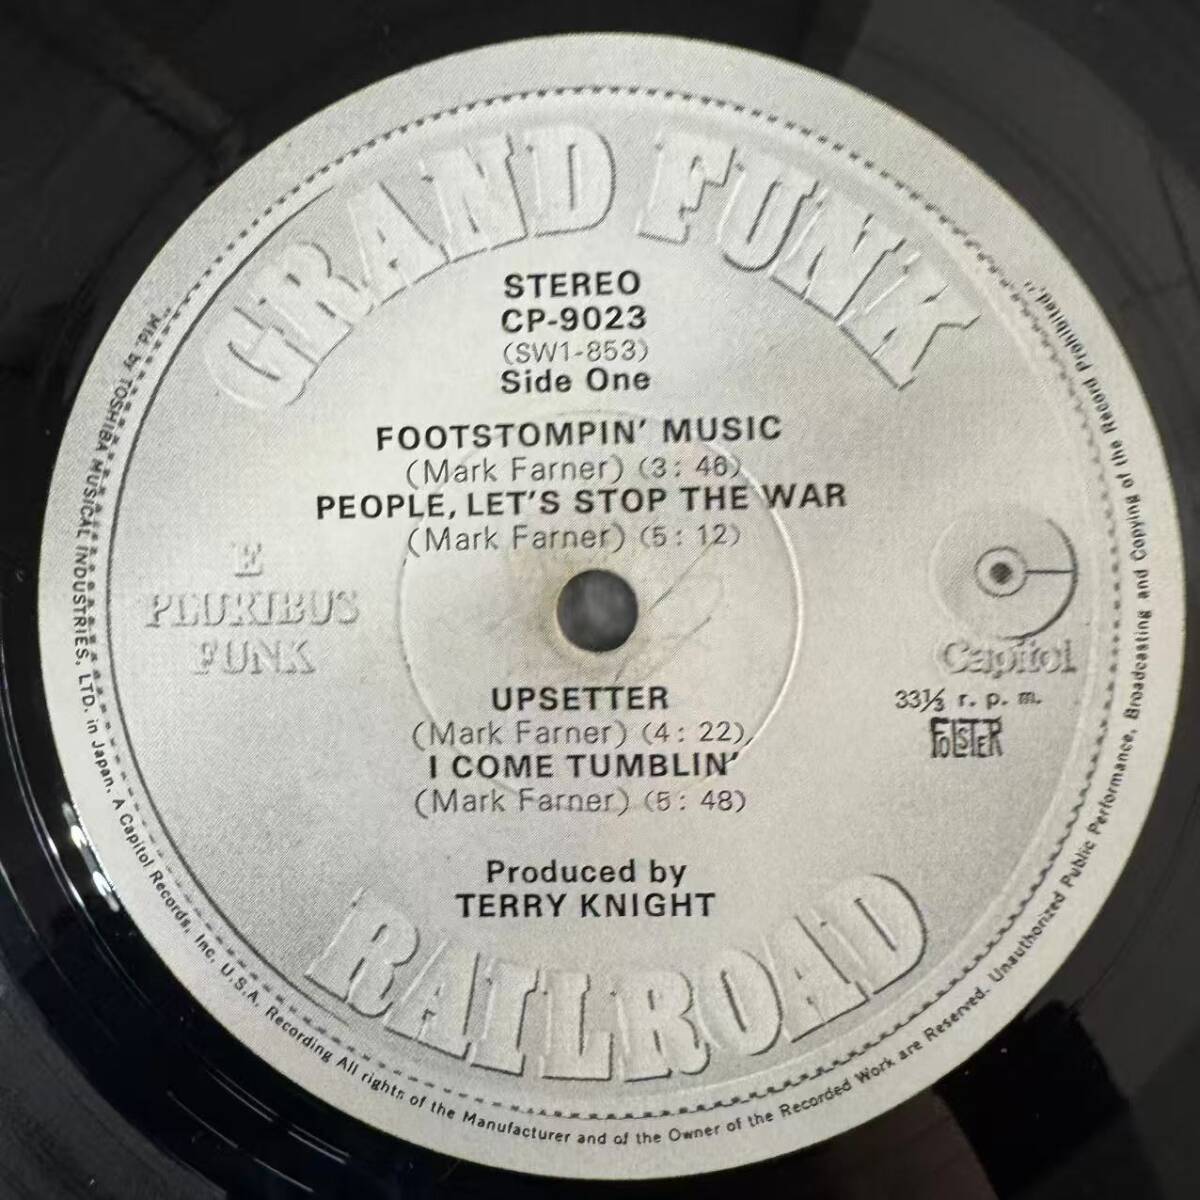 GRAND FUNK
STEREO
CP-9023
(SW1-853)
Side One
FOOTSTOMPIN' MUSIC
(Mark Farner) (3:46)
PEOPLE, LET'S STOP THE WAR
(Mark Farner) (5:12)
E
PLURIBUS
FUNK
Capitol
33⅓ r. p. m.
FOLSTER
UPSETTER
(Mark Farner) (4:22)
I COME TUMBLIN'
(Mark Farner) (5:48)
Produced by
TERRY KNIGHT
RAILROAD
"Mfd. by TOSHIBA MUSICAL INDUSTRIES, LTD. in Japan. A Capitol Records, Inc. U.S.A. Recording All rights of the Manufacturer and of the Owner of the Recorded Work are Reserved. Unauthorized Public Performance, Broadcasting and Copying of the Record Prohibited."